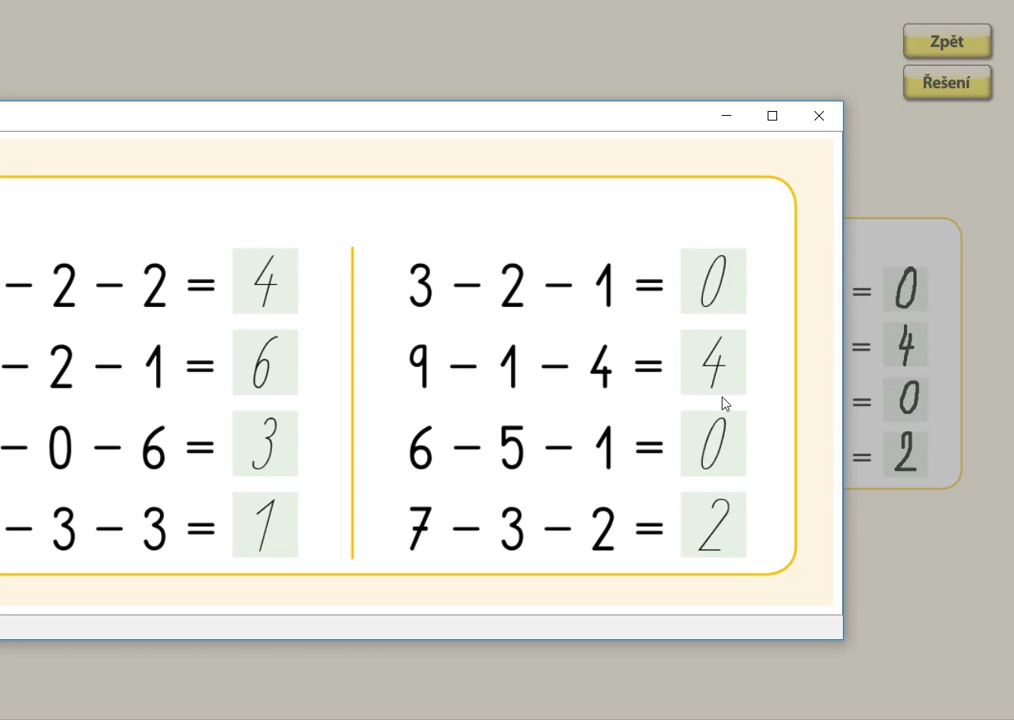 Zpět
Řešení
− 2 − 2 = 4
3 − 2 − 1 = 0
− 2 − 1 = 6
9 − 1 − 4 = 4
− 0 − 6 = 3
6 − 5 − 1 = 0
− 3 − 3 = 1
7 − 3 − 2 = 2
= 0
= 4
= 0
= 2